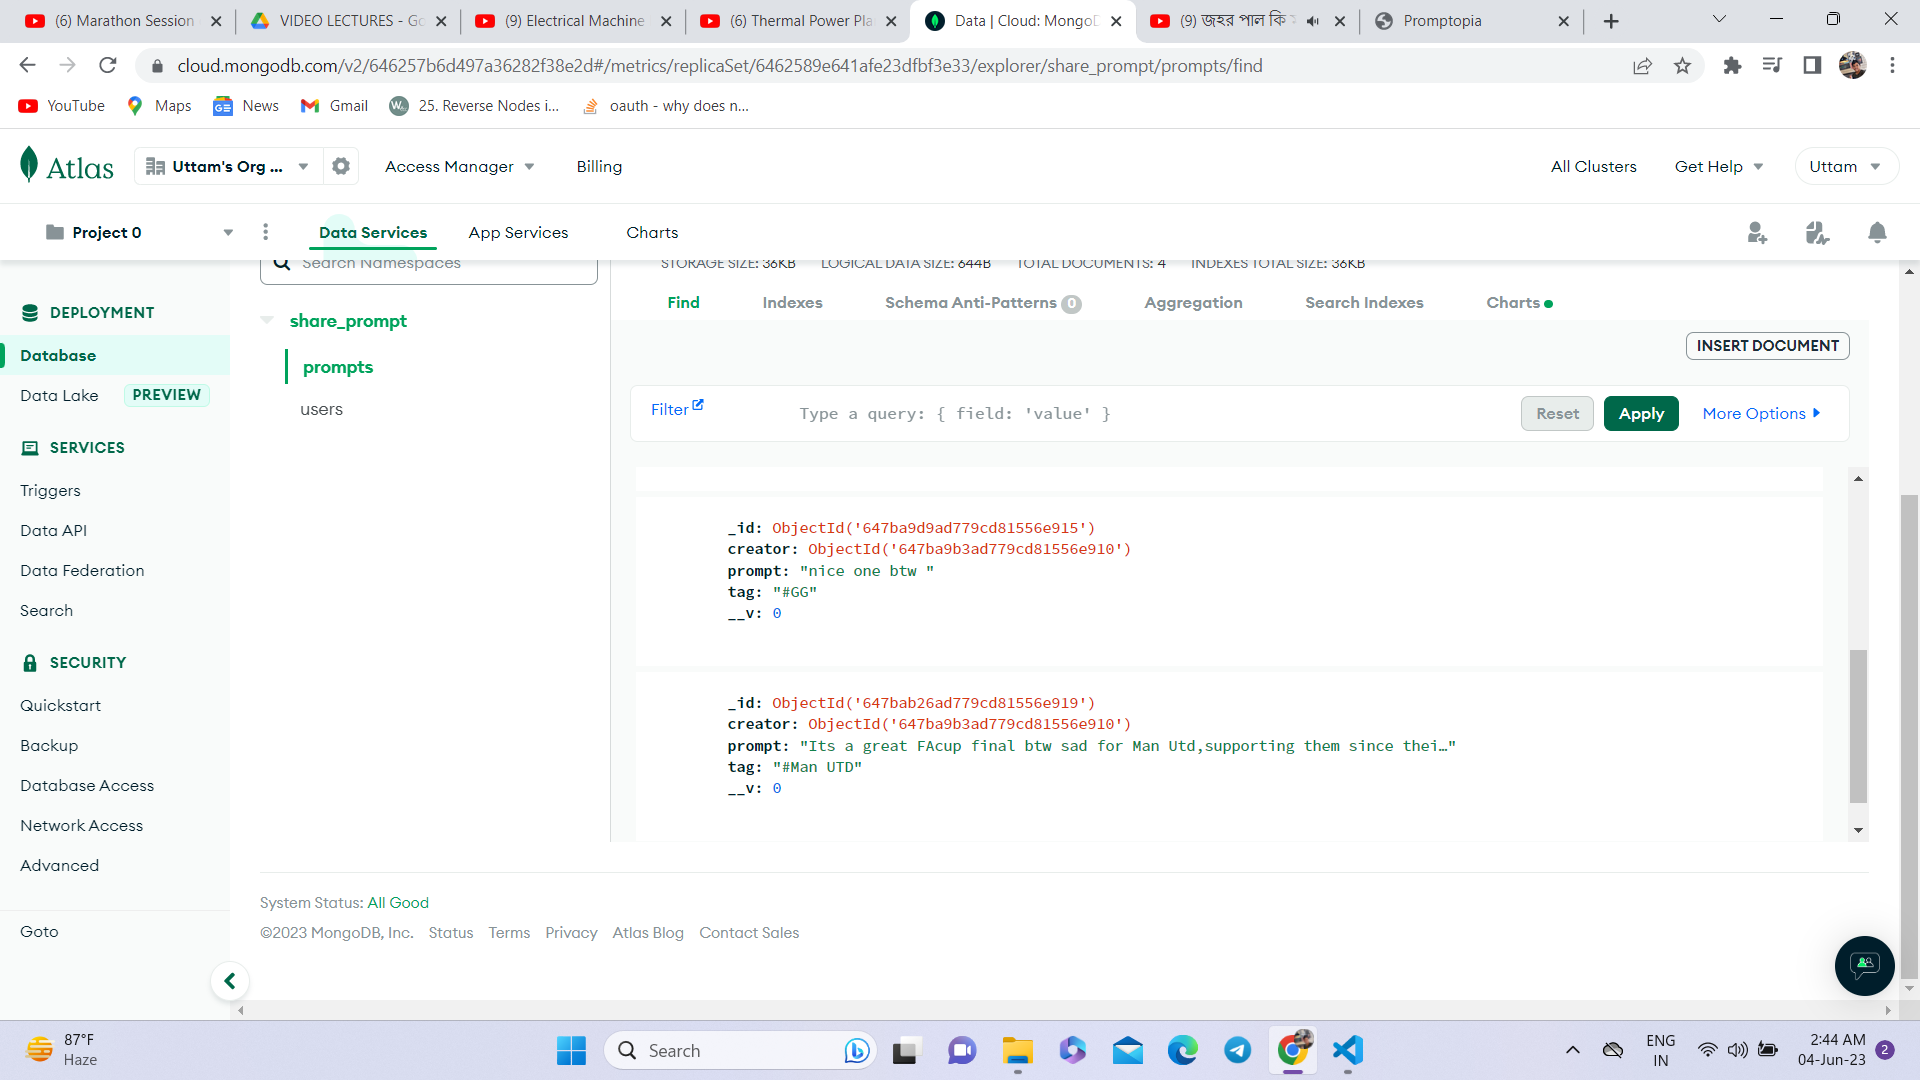 (6) Marathon Session
VIDEO LECTURES - Go
(9) Electrical Machine
(6) Thermal Power Pla
Data | Cloud: MongoD
(9) জহর পাল কি
Promptopia
cloud.mongodb.com/v2/646257b6d497a36282f38e2d#/metrics/replicaSet/6462589e641afe23dfbf3e33/explorer/share_prompt/prompts/find
YouTube
Maps
News
Gmail
25. Reverse Nodes i...
oauth - why does n...
Atlas
Uttam's Org ...
Access Manager
Billing
All Clusters
Get Help
Uttam
Project 0
Data Services
App Services
Charts
Search Namespaces
STORAGE SIZE: 36KB LOGICAL DATA SIZE: 644B TOTAL DOCUMENTS: 4 INDEXES TOTAL SIZE: 36KB
DEPLOYMENT
Database
Data Lake PREVIEW
SERVICES
Triggers
Data API
Data Federation
Search
SECURITY
Quickstart
Backup
Database Access
Network Access
Advanced
Goto
share_prompt
prompts
users
Find
Indexes
Schema Anti-Patterns 0
Aggregation
Search Indexes
Charts
INSERT DOCUMENT
Filter
Type a query: { field: 'value' }
Reset
Apply
More Options
_id: ObjectId('647ba9d9ad779cd81556e915')
creator: ObjectId('647ba9b3ad779cd81556e910')
prompt: "nice one btw "
tag: "#GG"
__v: 0
_id: ObjectId('647bab26ad779cd81556e919')
creator: ObjectId('647ba9b3ad779cd81556e910')
prompt: "Its a great FAcup final btw sad for Man Utd,supporting them since thei…"
tag: "#Man UTD"
__v: 0
System Status: All Good
©2023 MongoDB, Inc. Status Terms Privacy Atlas Blog Contact Sales
87°F
Haze
Search
ENG
IN
2:44 AM
04-Jun-23
2